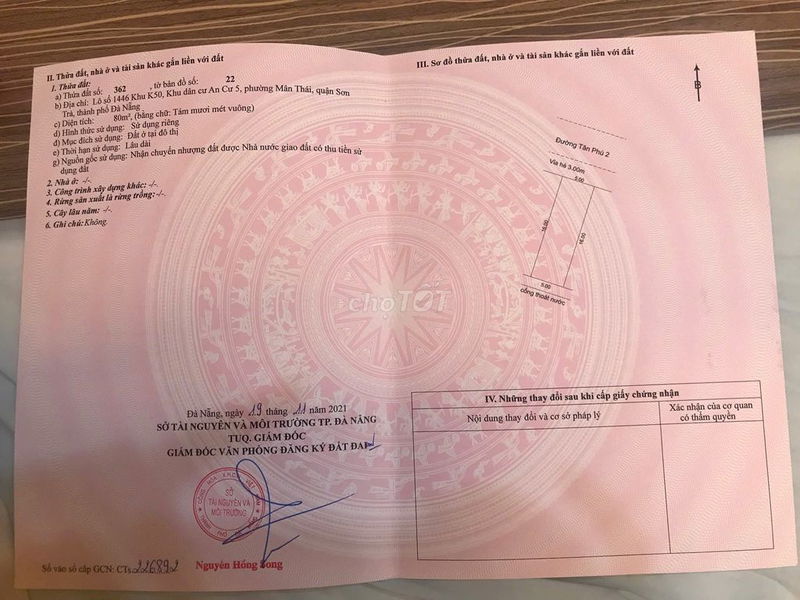 II. Thửa đất, nhà ở và tài sản khác gắn liền với đất
1. Thửa đất:
a) Thửa đất số: 362 , tờ bản đồ số: 22
b) Địa chỉ: Lô số 1446 Khu K50, Khu dân cư An Cư 5, phường Mân Thái, quận Sơn
Trà, thành phố Đà Nẵng
c) Diện tích: 80m², (bằng chữ: Tám mươi mét vuông)
d) Hình thức sử dụng: Sử dụng riêng
đ) Mục đích sử dụng: Đất ở tại đô thị
e) Thời hạn sử dụng: Lâu dài
g) Nguồn gốc sử dụng: Nhận chuyển nhượng đất được Nhà nước giao đất có thu tiền sử
dụng đất
2. Nhà ở: -/-.
3. Công trình xây dựng khác: -/-.
4. Rừng sản xuất là rừng trồng: -/-.
5. Cây lâu năm: -/-.
6. Ghi chú: Không.
Đà Nẵng, ngày 19 tháng 11 năm 2021
SỞ TÀI NGUYÊN VÀ MÔI TRƯỜNG TP. ĐÀ NẴNG
TUQ. GIÁM ĐỐC
GIÁM ĐỐC VĂN PHÒNG ĐĂNG KÝ ĐẤT ĐAI
SỞ
TÀI NGUYÊN VÀ
MÔI TRƯỜNG
Nguyễn Hồng Song
Số vào sổ cấp GCN: CTs 226892
III. Sơ đồ thửa đất, nhà ở và tài sản khác gắn liền với đất
B
Đường Tân Phú 2
Vỉa hè 3.00m
5.00
16.00
16.00
5.00
cống thoát nước
IV. Những thay đổi sau khi cấp giấy chứng nhận
Nội dung thay đổi và cơ sở pháp lý
Xác nhận của cơ quan
có thẩm quyền
chợTỐT